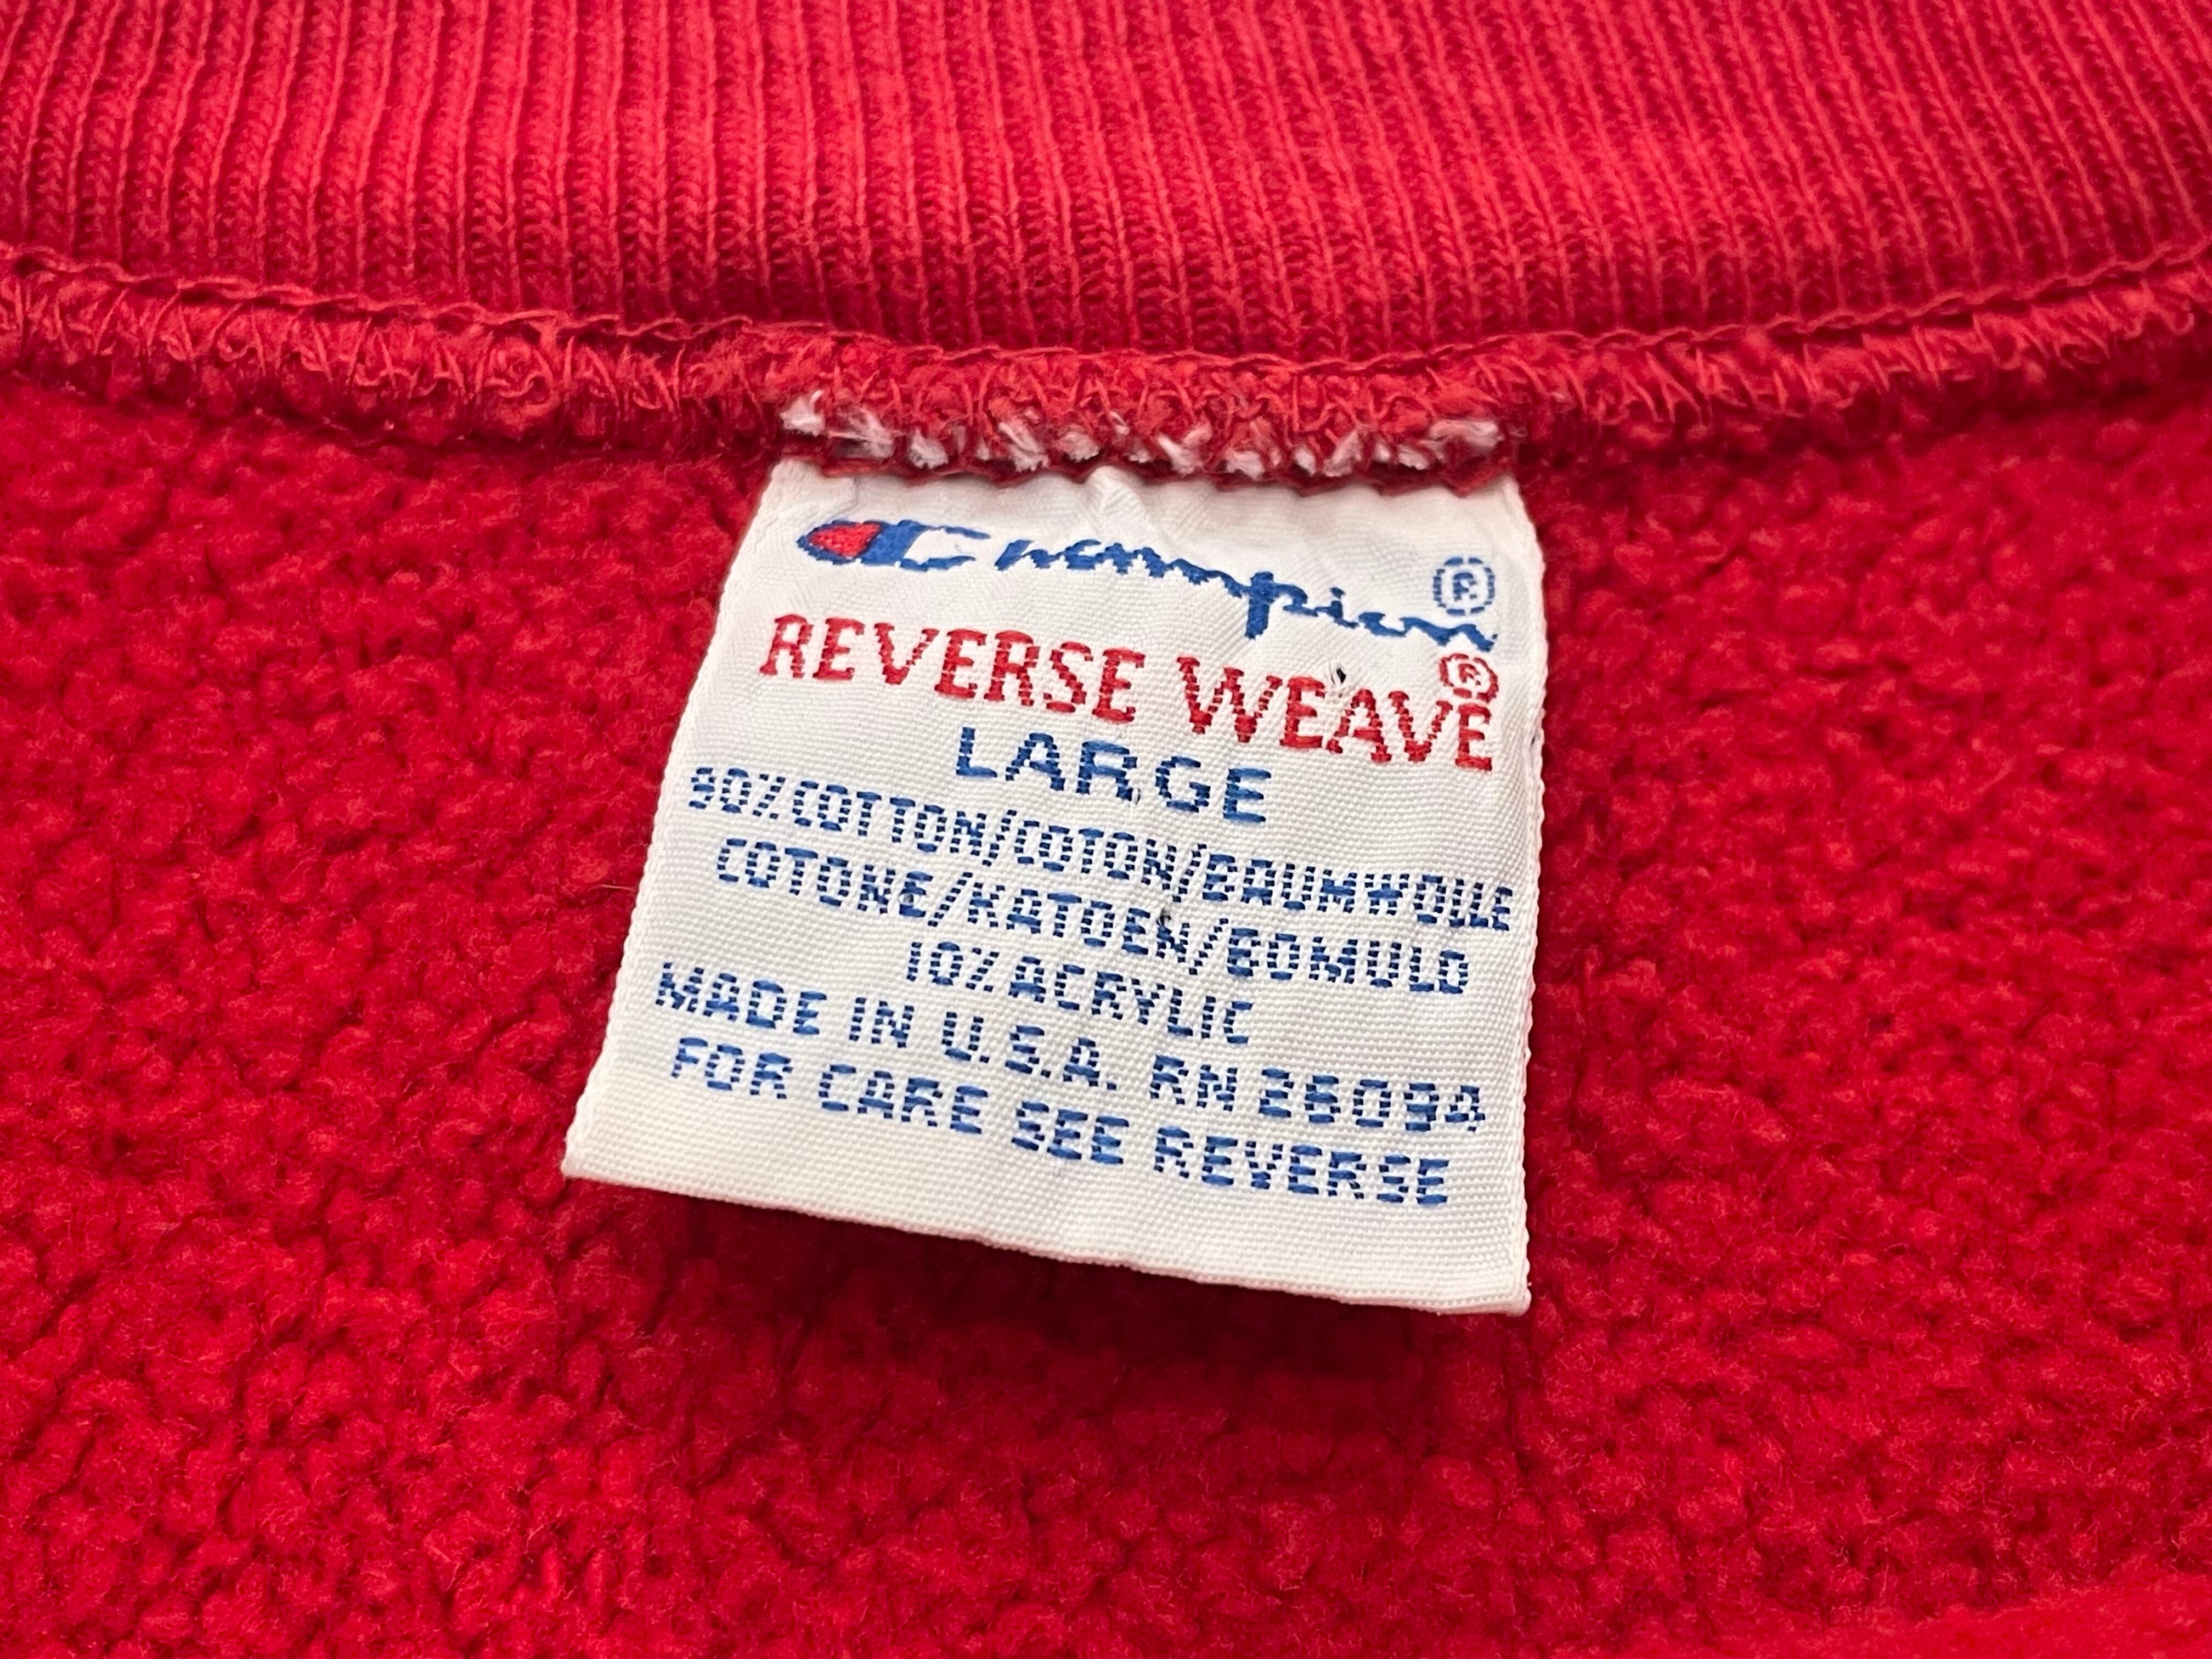 Champion®
REVERSE WEAVE®
LARGE
90% COTTON/COTON/BAUMWOLLE
COTONE/KATOEN/BOMULD
10% ACRYLIC
MADE IN U.S.A. RN 26094
FOR CARE SEE REVERSE